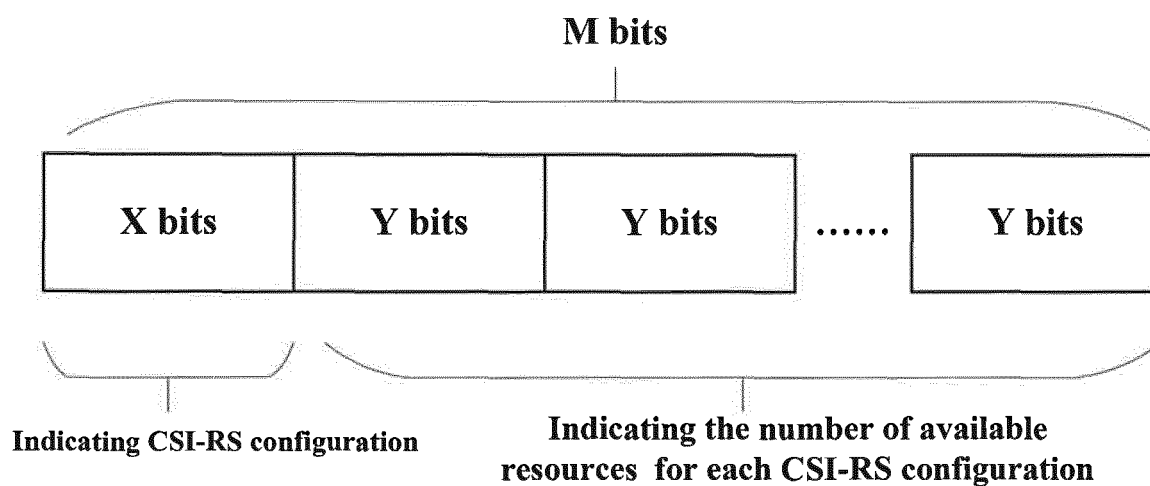 M bits
X bits
Y bits
Y bits
......
Y bits
Indicating CSI-RS configuration
Indicating the number of available
resources for each CSI-RS configuration